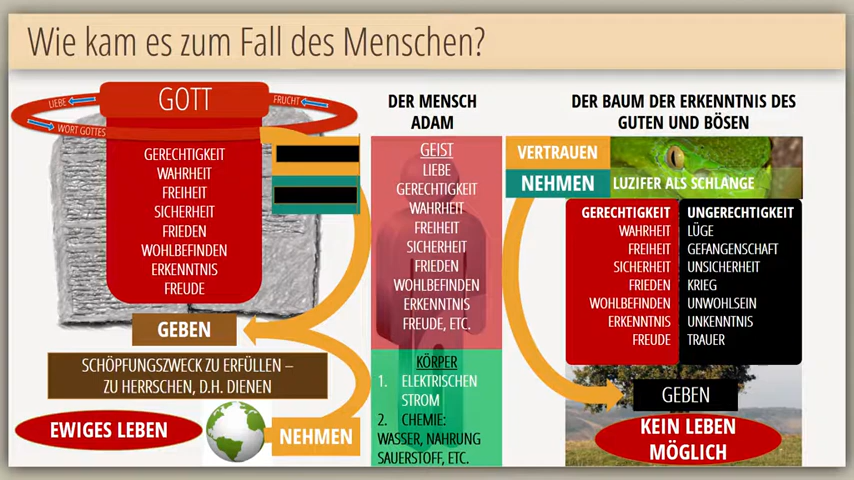 Wie kam es zum Fall des Menschen?
GOTT
LIEBE
FRUCHT
WORT GOTTES
GERECHTIGKEIT
WAHRHEIT
FREIHEIT
SICHERHEIT
FRIEDEN
WOHLBEFINDEN
ERKENNTNIS
FREUDE
GEBEN
SCHÖPFUNGSZWECK ZU ERFÜLLEN –
ZU HERRSCHEN, D.H. DIENEN
EWIGES LEBEN
NEHMEN
DER MENSCH
ADAM
GEIST
LIEBE
GERECHTIGKEIT
WAHRHEIT
FREIHEIT
SICHERHEIT
FRIEDEN
WOHLBEFINDEN
ERKENNTNIS
FREUDE, ETC.
KÖRPER
1. ELEKTRISCHEN
STROM
2. CHEMIE:
WASSER, NAHRUNG
SAUERSTOFF, ETC.
DER BAUM DER ERKENNTNIS DES
GUTEN UND BÖSEN
VERTRAUEN
NEHMEN
LUZIFER ALS SCHLANGE
GERECHTIGKEIT UNGERECHTIGKEIT
WAHRHEIT LÜGE
FREIHEIT GEFANGENSCHAFT
SICHERHEIT UNSICHERHEIT
FRIEDEN KRIEG
WOHLBEFINDEN UNWOHLSEIN
ERKENNTNIS UNKENNTNIS
FREUDE TRAUER
GEBEN
KEIN LEBEN
MÖGLICH